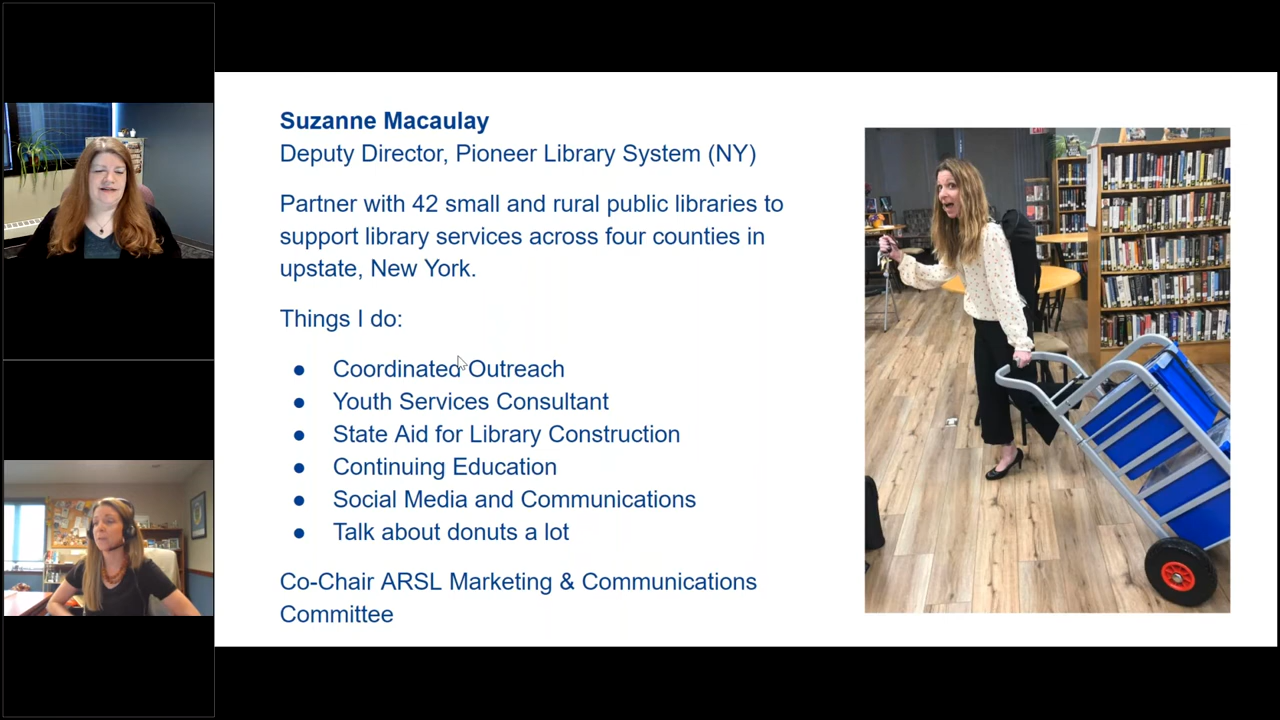 Suzanne Macaulay
Deputy Director, Pioneer Library System (NY)
Partner with 42 small and rural public libraries to
support library services across four counties in
upstate, New York.
Things I do:
● Coordinated Outreach
● Youth Services Consultant
● State Aid for Library Construction
● Continuing Education
● Social Media and Communications
● Talk about donuts a lot
Co-Chair ARSL Marketing & Communications
Committee